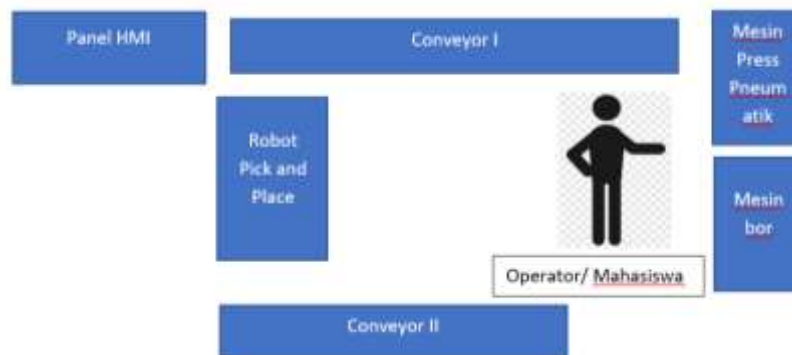 Panel HMI
Conveyor I
Mesin
Press
Pneum
atik
Robot
Pick and
Place
Mesin
bor
Operator/ Mahasiswa
Conveyor II